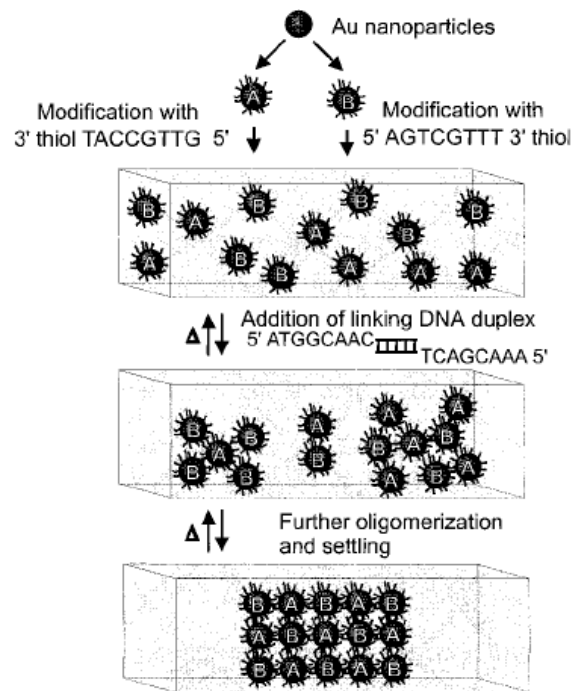 Au nanoparticles
A B
Modification with
3' thiol TACCGTTG 5'
Modification with
5' AGTCGTTT 3' thiol
B A B A B A B B A B A B A
Δ Addition of linking DNA duplex
5' ATGGCAAC
TCAGCAAA 5'
B A B B B A B A B A A B B A A
Δ Further oligomerization
and settling
B A B A B
A B A B A
B A B A B